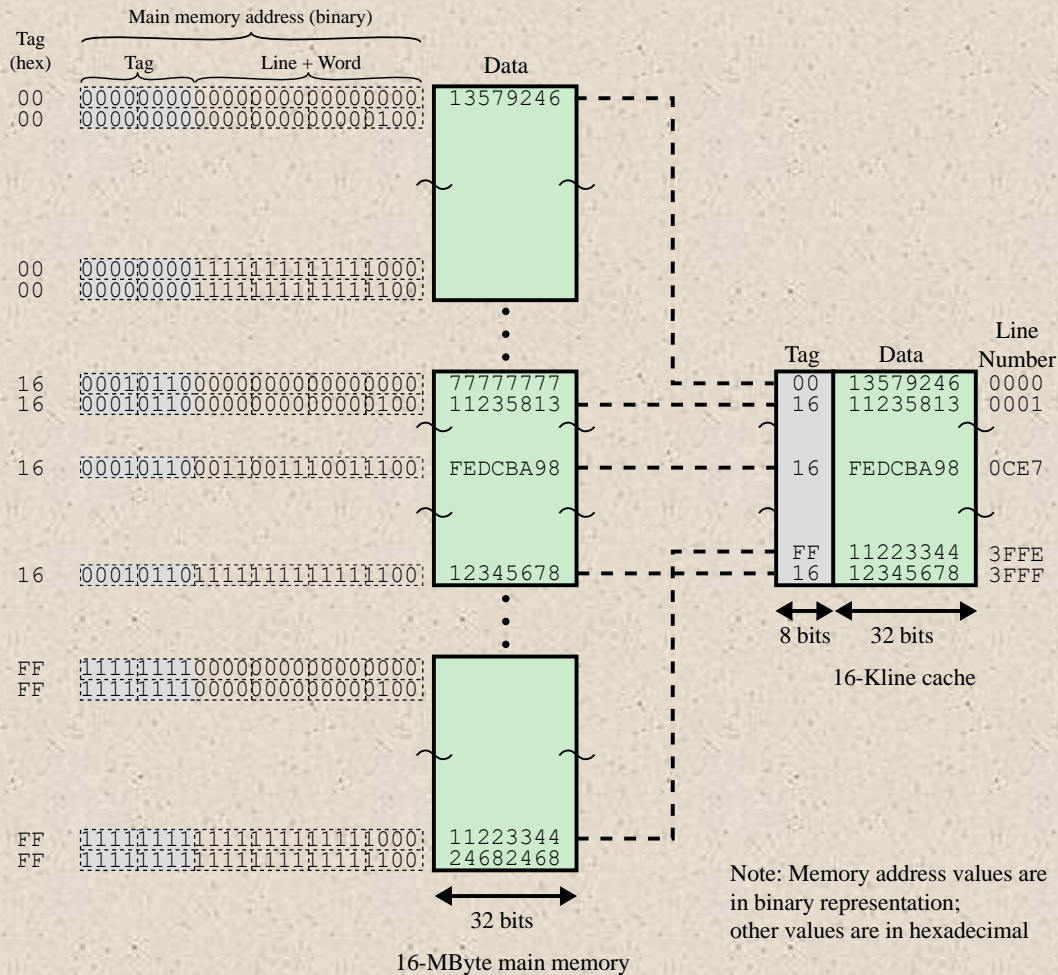 Main memory address (binary)
Tag
(hex)
Tag
Line + Word
Data
00 000000000000000000000000 13579246
00 000000000000000000000100
00 000000001111111111111000
00 000000001111111111111100
16 000101100000000000000000 77777777
16 000101100000000000000100 11235813
16 000101100011001110011100 FEDCBA98
16 000101101111111111111100 12345678
FF 111111110000000000000000
FF 111111110000000000000100
FF 111111111111111111111000 11223344
FF 111111111111111111111100 24682468
32 bits
16-MByte main memory
Line
Tag Data Number
00 13579246 0000
16 11235813 0001
16 FEDCBA98 0CE7
FF 11223344 3FFE
16 12345678 3FFF
8 bits 32 bits
16-Kline cache
Note: Memory address values are
in binary representation;
other values are in hexadecimal